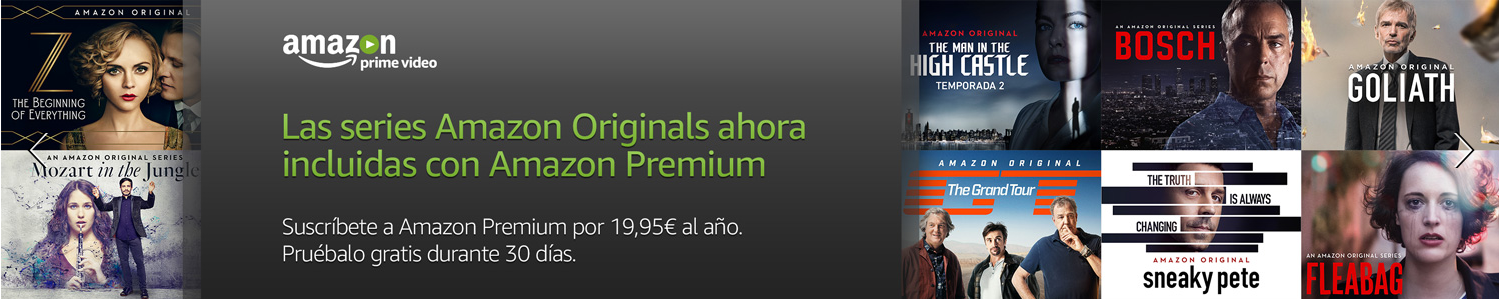 AMAZON ORIGINAL
Z
THE BEGINNING
OF EVERYTHING
AN AMAZON ORIGINAL SERIES
Mozart in the Jungle
amazon
prime video
Las series Amazon Originals ahora
incluidas con Amazon Premium
Suscríbete a Amazon Premium por 19,95€ al año.
Pruébalo gratis durante 30 días.
AMAZON ORIGINAL
THE MAN IN THE
HIGH CASTLE
TEMPORADA 2
AN AMAZON ORIGINAL SERIES
BOSCH
AMAZON ORIGINAL
GOLIATH
AMAZON ORIGINAL
GT
The Grand Tour
THE TRUTH
IS ALWAYS
CHANGING
AMAZON ORIGINAL
sneaky pete
AN AMAZON ORIGINAL SERIES
FLEABAG